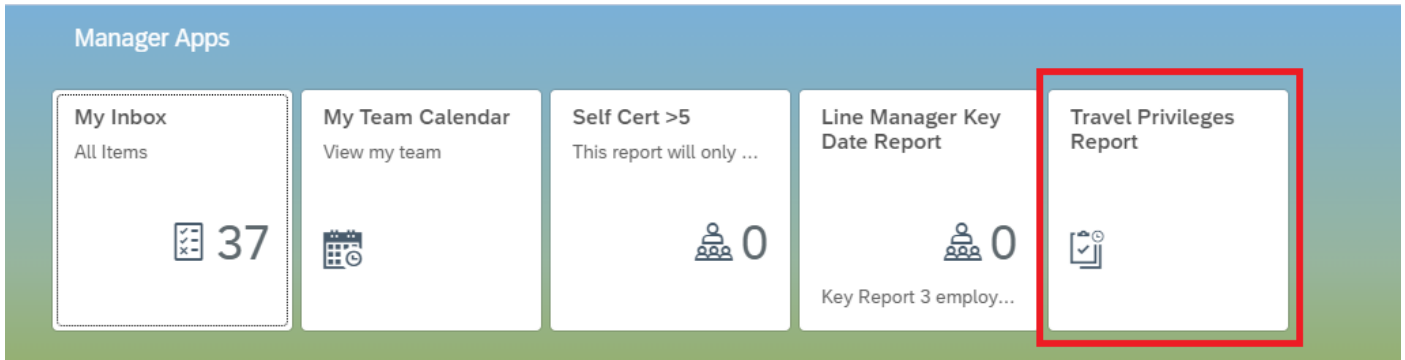 Manager Apps
My Inbox
All Items
37
My Team Calendar
View my team
Self Cert >5
This report will only ...
0
Line Manager Key
Date Report
0
Key Report 3 employ...
Travel Privileges
Report